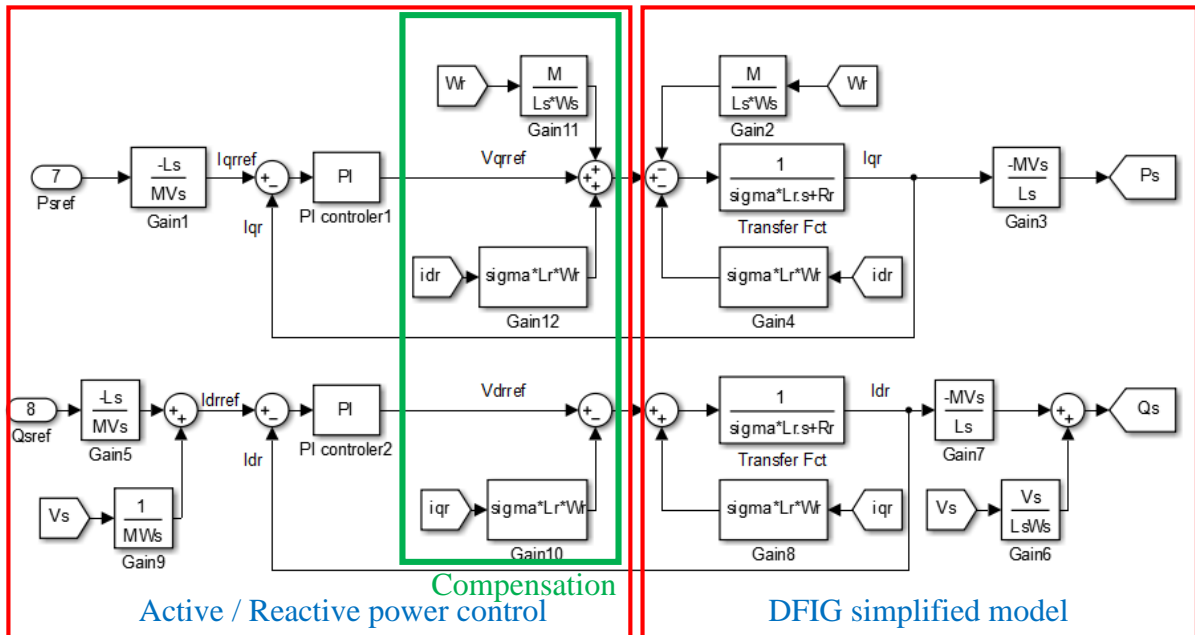 Wr
M
Ls*Ws
Gain11
M
Ls*Ws
Gain2
Wr
7
Psref
-Ls
MVs
Gain1
Iqrref
+
-
Iqr
PI
PI controler1
Vqrref
+
+
+
-
+
-
1
sigma*Lr.s+Rr
Transfer Fct
Iqr
-MVs
Ls
Gain3
Ps
idr
sigma*Lr*Wr
Gain12
sigma*Lr*Wr
Gain4
idr
8
Qsref
-Ls
MVs
Gain5
+
+
Idrref
+
-
Idr
PI
PI controler2
Vdrref
+
-
+
+
1
sigma*Lr.s+Rr
Transfer Fct
Idr
-MVs
Ls
Gain7
+
+
Qs
Vs
1
MWs
Gain9
iqr
sigma*Lr*Wr
Gain10
sigma*Lr*Wr
Gain8
iqr
Vs
Vs
LsWs
Gain6
Compensation
Active / Reactive power control
DFIG simplified model